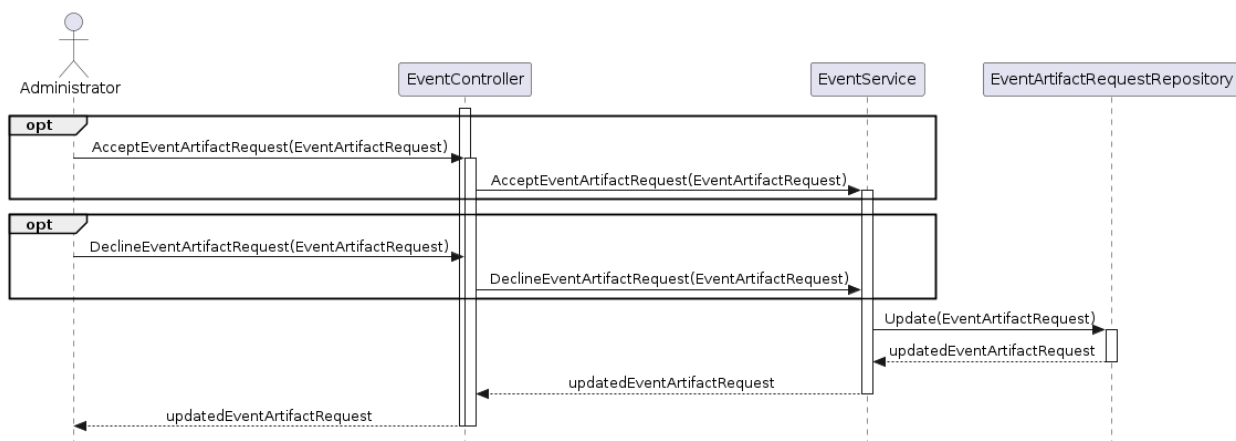 Administrator
EventController
EventService
EventArtifactRequestRepository
opt
AcceptEventArtifactRequest(EventArtifactRequest)
AcceptEventArtifactRequest(EventArtifactRequest)
opt
DeclineEventArtifactRequest(EventArtifactRequest)
DeclineEventArtifactRequest(EventArtifactRequest)
Update(EventArtifactRequest)
updatedEventArtifactRequest
updatedEventArtifactRequest
updatedEventArtifactRequest